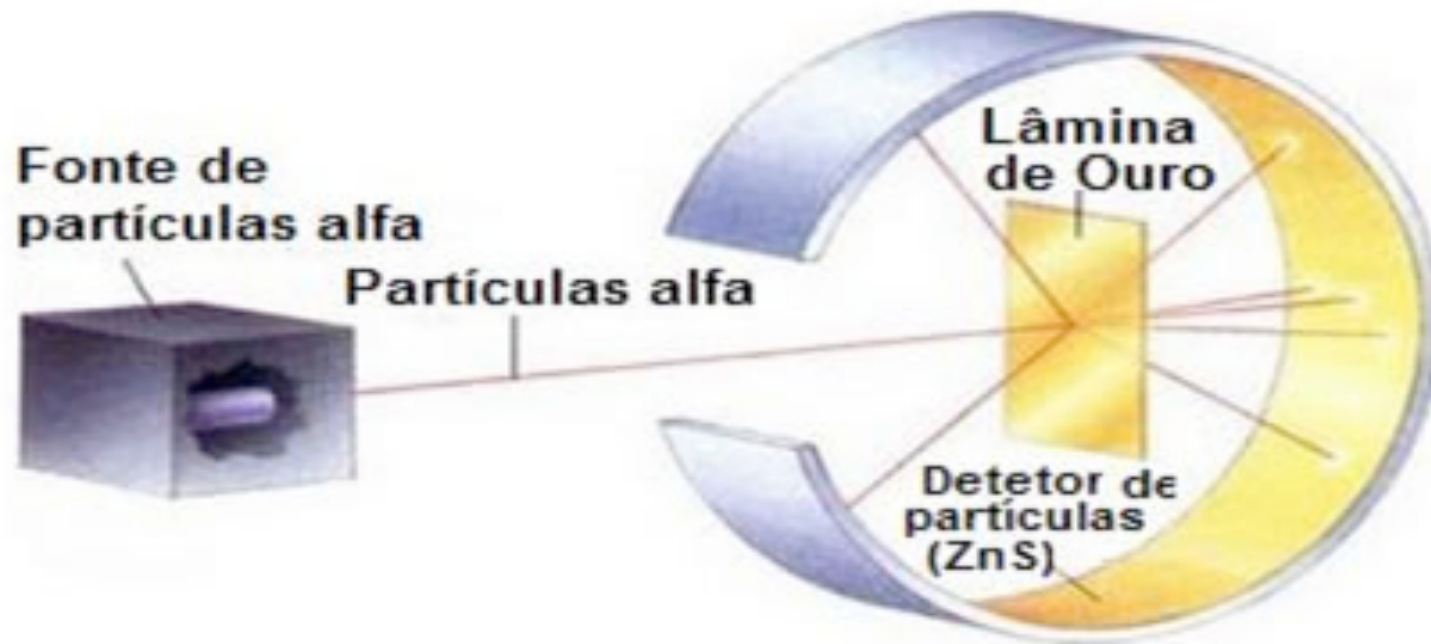 Fonte de
partículas alfa
Partículas alfa
Lâmina
de Ouro
Detetor de
partículas
(ZnS)